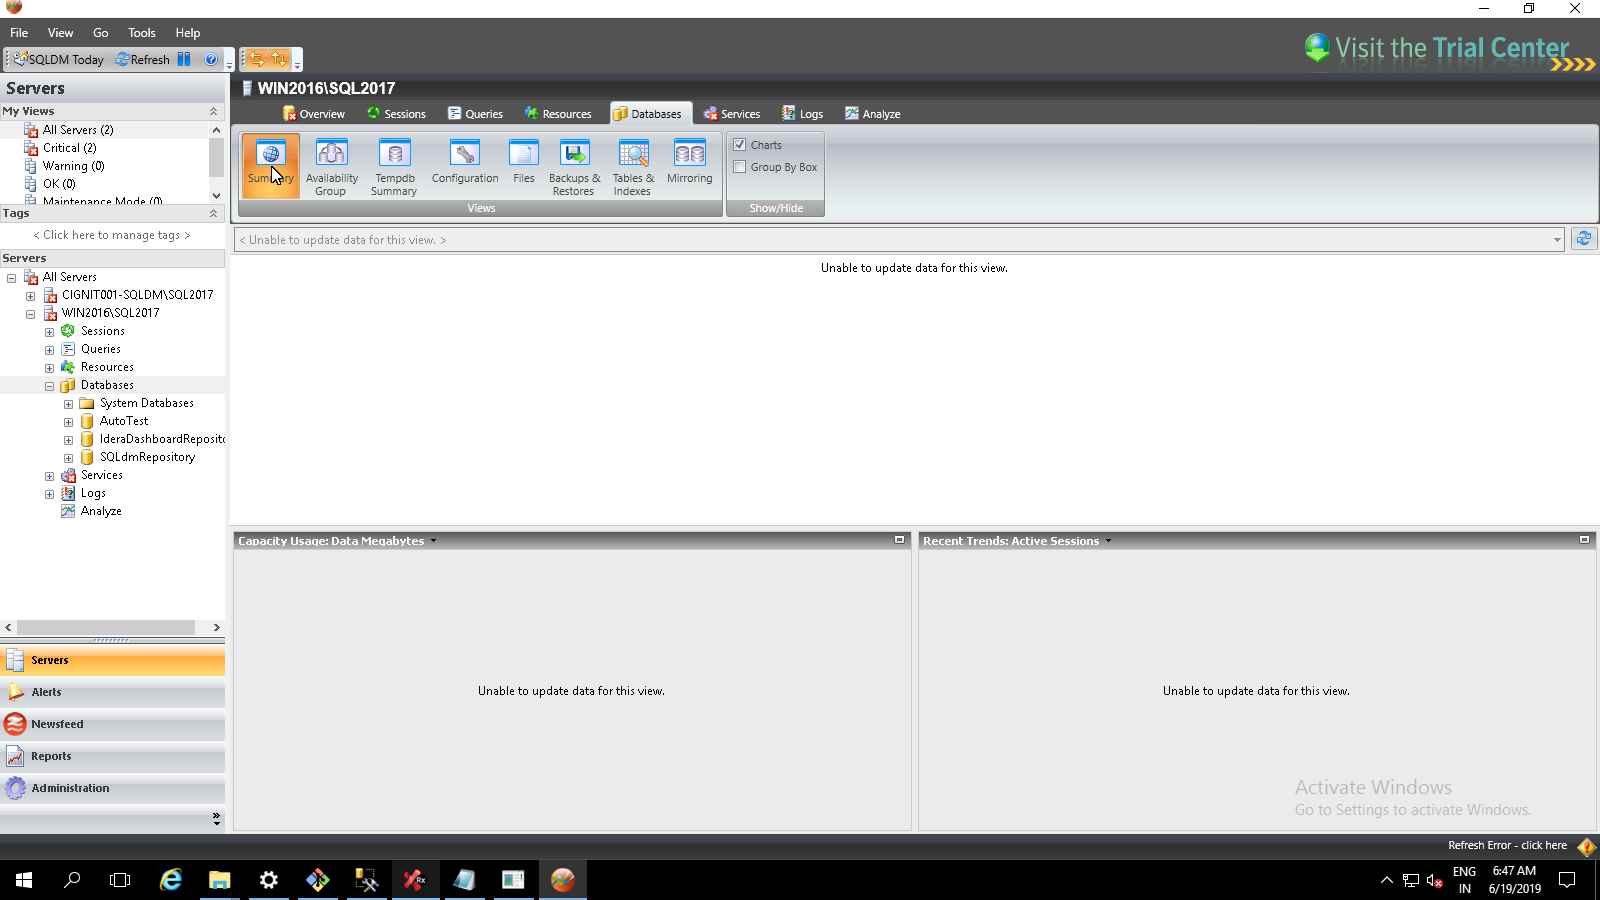 File View Go Tools Help
SQLDM Today Refresh
Visit the Trial Center
Servers
My Views
All Servers (2)
Critical (2)
Warning (0)
OK (0)
Maintenance Mode (0)
Tags
< Click here to manage tags >
Servers
All Servers
CIGNIT001-SQLDM\SQL2017
WIN2016\SQL2017
Sessions
Queries
Resources
Databases
System Databases
AutoTest
IderaDashboardReposito
SQLdmRepository
Services
Logs
Analyze
Servers
Alerts
Newsfeed
Reports
Administration
WIN2016\SQL2017
Overview Sessions Queries Resources Databases Services Logs Analyze
Summary
Availability Group
Tempdb Summary
Configuration
Files
Backups & Restores
Tables & Indexes
Mirroring
Views
Charts
Group By Box
Show/Hide
< Unable to update data for this view. >
Unable to update data for this view.
Capacity Usage: Data Megabytes
Unable to update data for this view.
Recent Trends: Active Sessions
Unable to update data for this view.
Activate Windows
Go to Settings to activate Windows.
Refresh Error - click here
Rx
ENG
IN
6:47 AM
6/19/2019